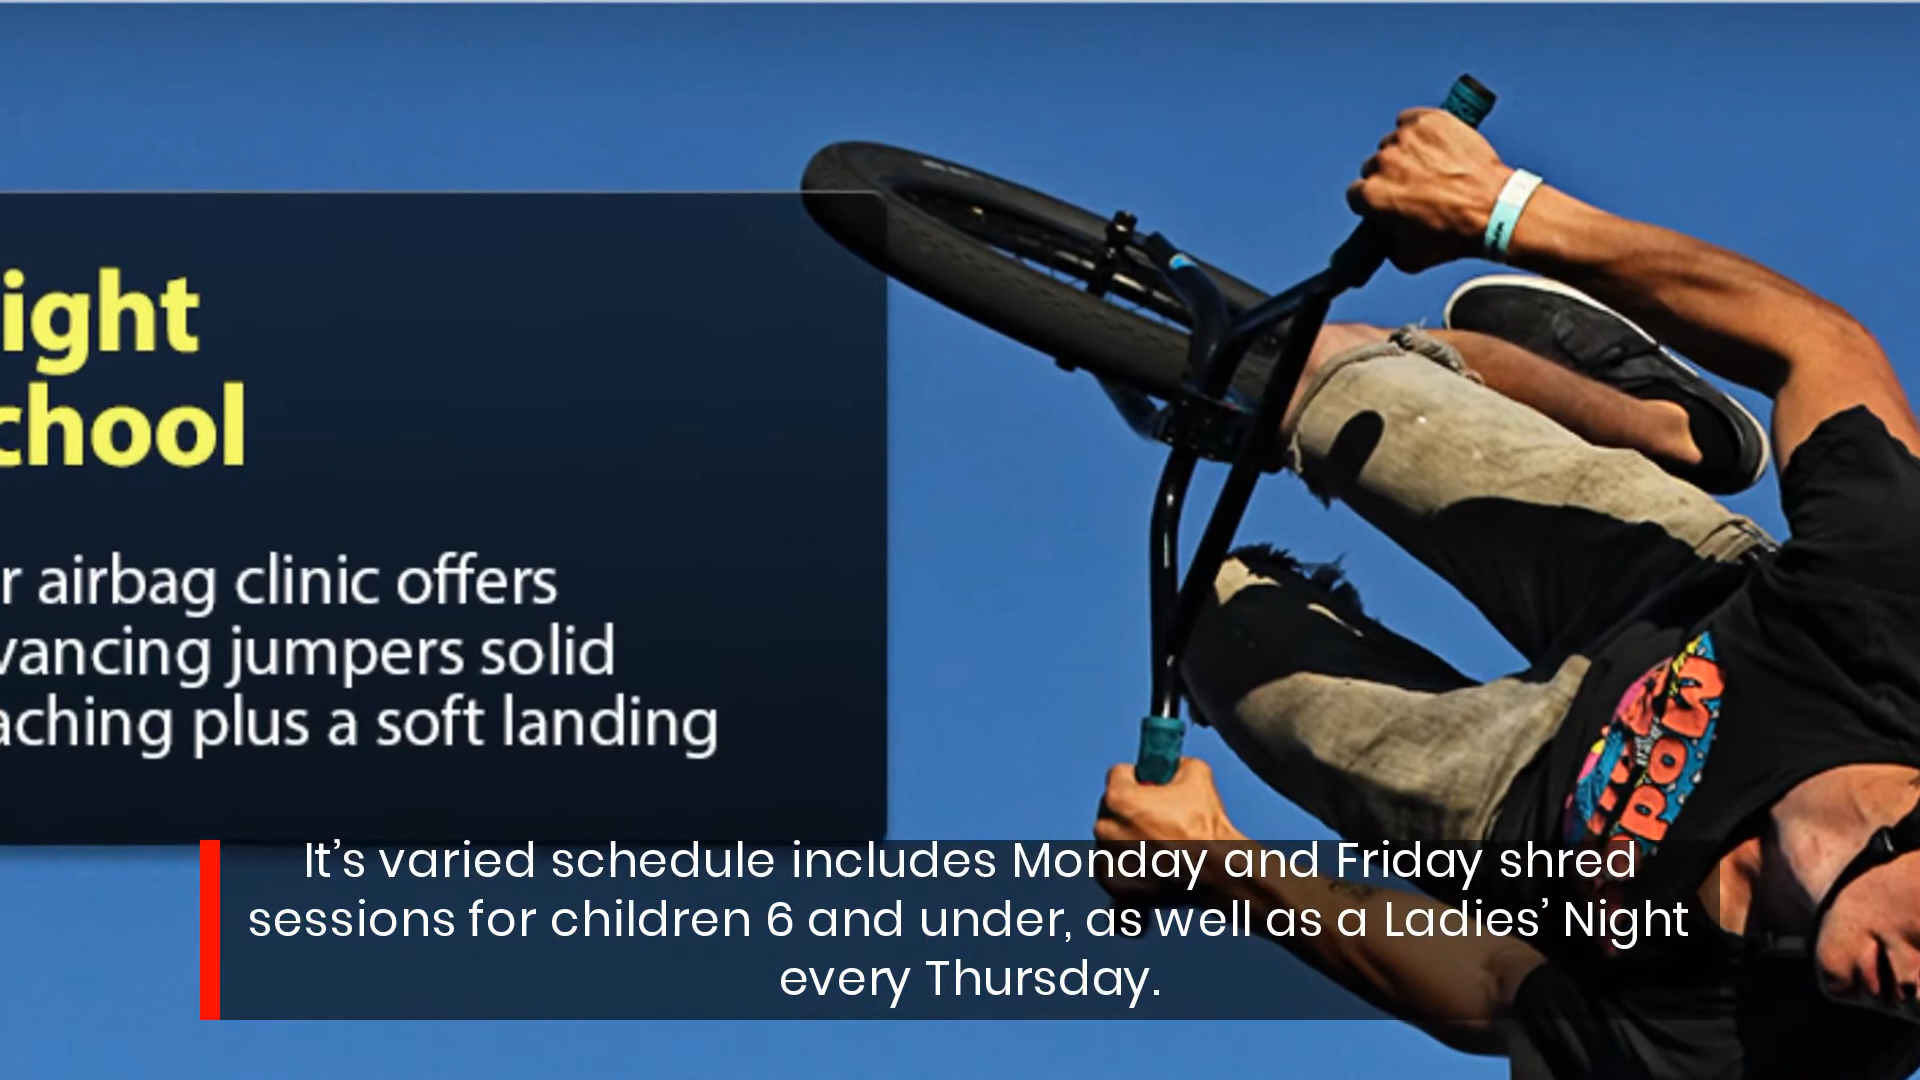 ight
chool
r airbag clinic offers
vancing jumpers solid
aching plus a soft landing
It’s varied schedule includes Monday and Friday shred
sessions for children 6 and under, as well as a Ladies’ Night
every Thursday.